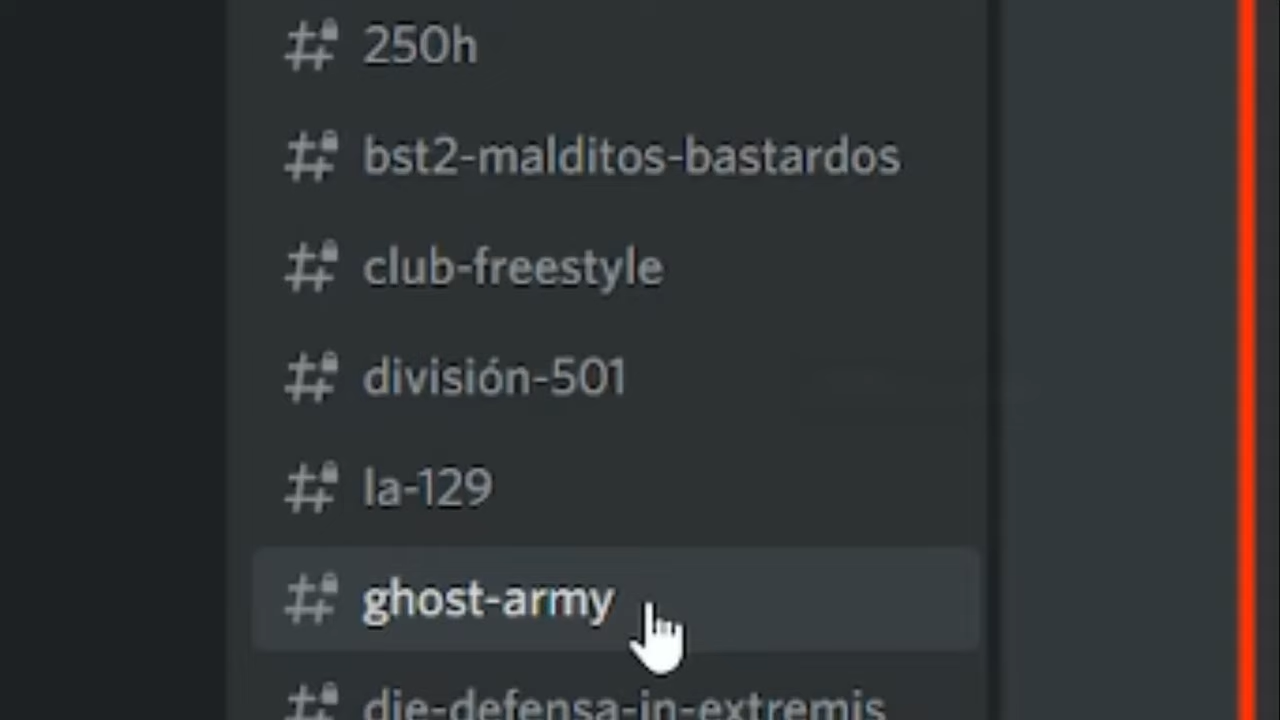 250h
bst2-malditos-bastardos
club-freestyle
división-501
la-129
ghost-army
die-defensa-in-extremis